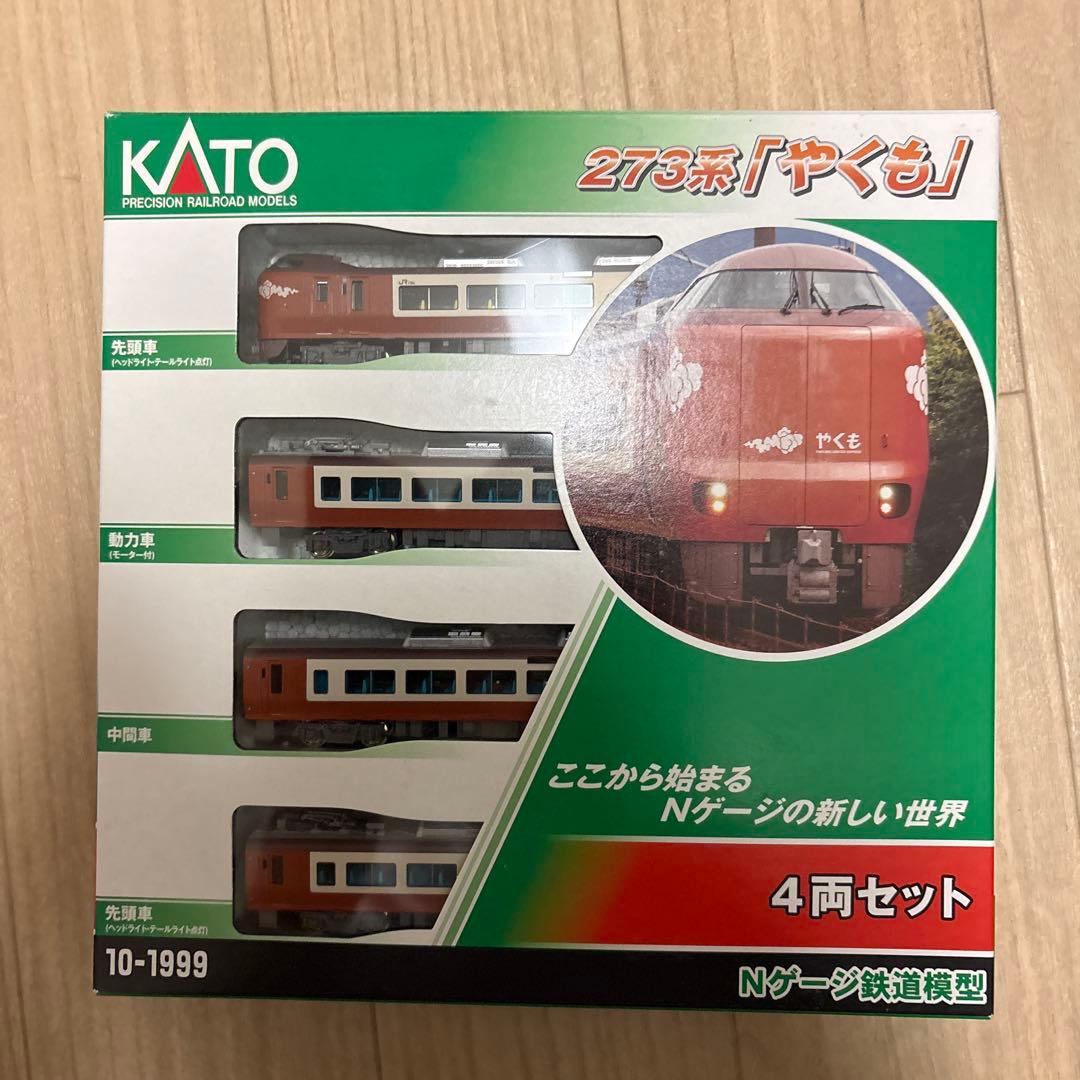 KATO
PRECISION RAILROAD MODELS
273系「やくも」
先頭車
(ヘッドライト・テールライト点灯)
やくも
動力車
(モーター付)
中間車
ここから始まる
Nゲージの新しい世界
4両セット
先頭車
(ヘッドライト・テールライト点灯)
10-1999
Nゲージ鉄道模型